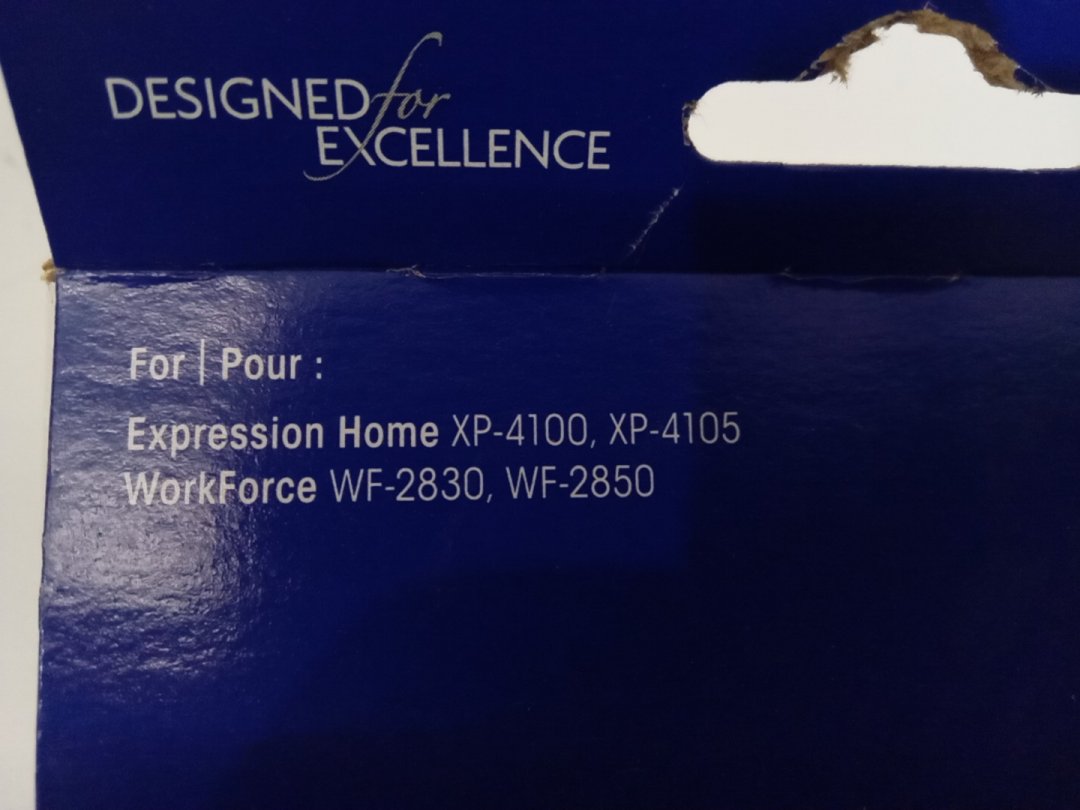 DESIGNED for
EXCELLENCE
For | Pour :
Expression Home XP-4100, XP-4105
WorkForce WF-2830, WF-2850